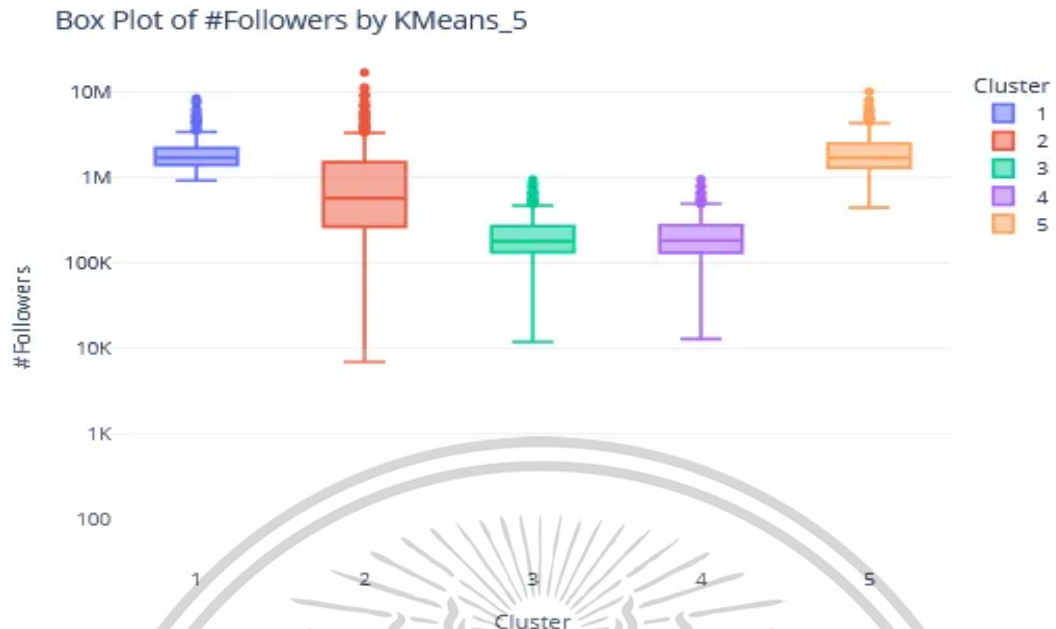 Box Plot of #Followers by KMeans_5
10M
1M
100K
10K
1K
100
#Followers
1
2
3
4
5
Cluster
Cluster
1
2
3
4
5